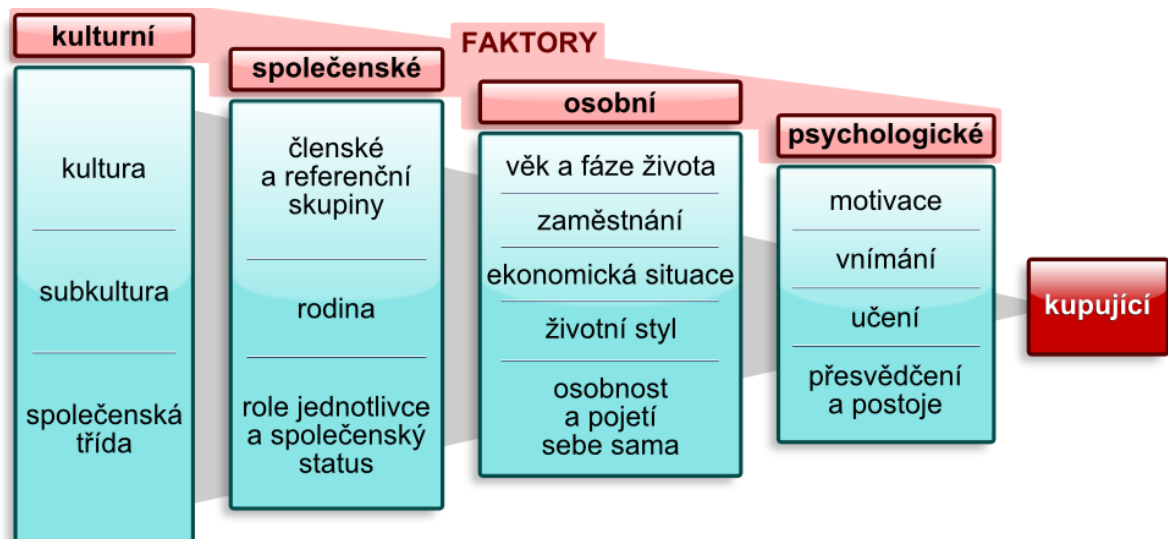 FAKTORY
kulturní
kultura
subkultura
společenská
třída
společenské
členské
a referenční
skupiny
rodina
role jednotlivce
a společenský
status
osobní
věk a fáze života
zaměstnání
ekonomická situace
životní styl
osobnost
a pojetí
sebe sama
psychologické
motivace
vnímání
učení
přesvědčení
a postoje
kupující